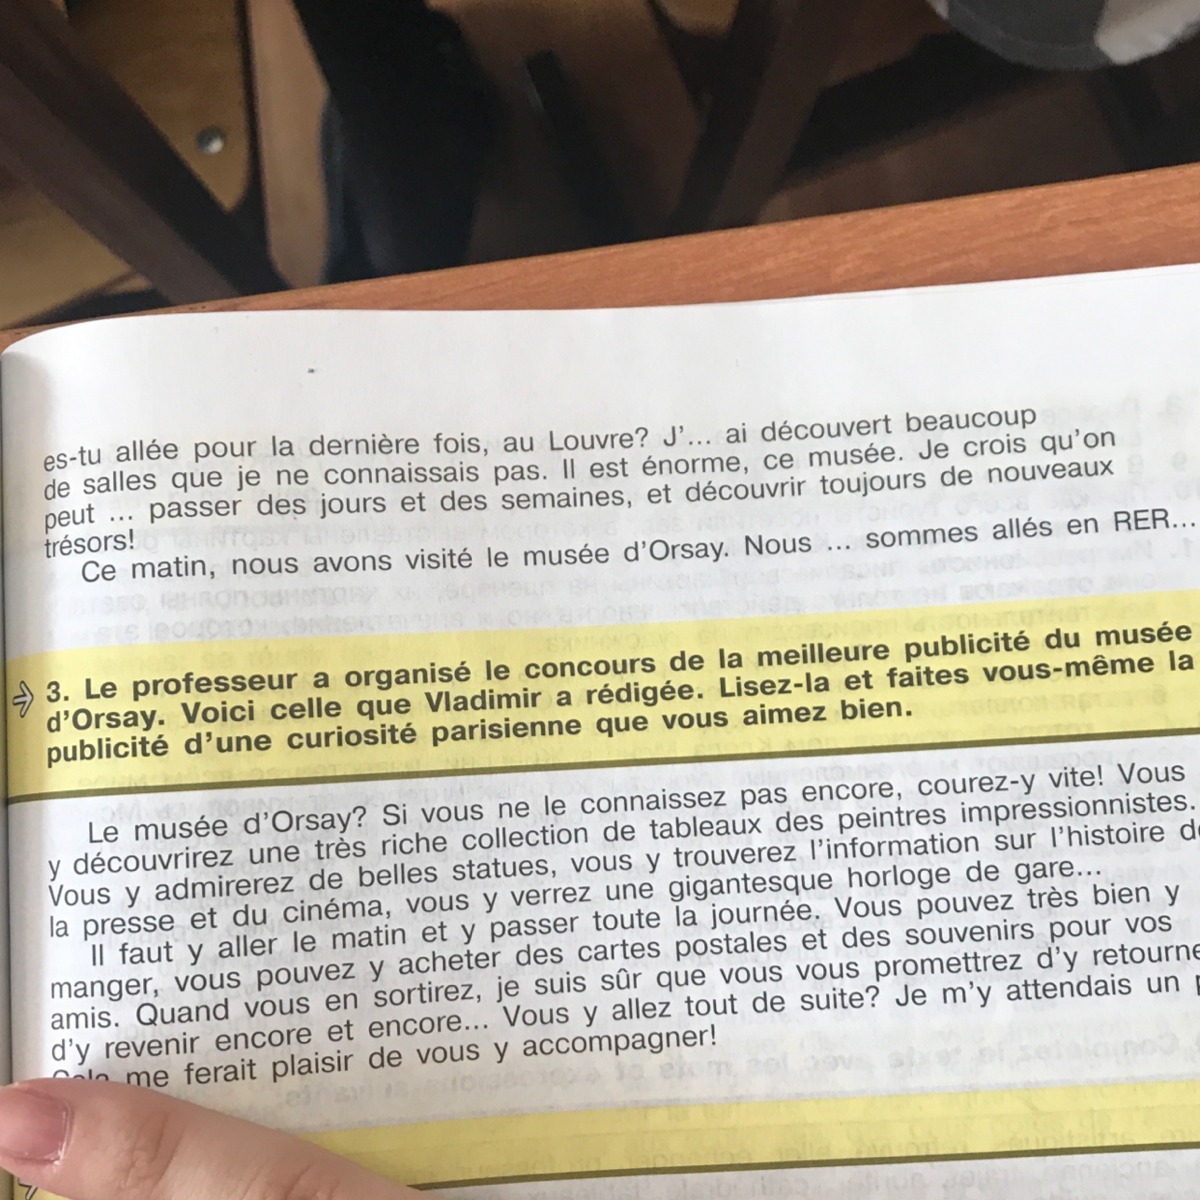 es-tu allée pour la dernière fois, au Louvre? J'... ai découvert beaucoup
de salles que je ne connaissais pas. Il est énorme, ce musée. Je crois qu'on
peut ... passer des jours et des semaines, et découvrir toujours de nouveaux
trésors!
Ce matin, nous avons visité le musée d'Orsay. Nous ... sommes allés en RER...
3. Le professeur a organisé le concours de la meilleure publicité du musée
d'Orsay. Voici celle que Vladimir a rédigée. Lisez-la et faites vous-même la
publicité d'une curiosité parisienne que vous aimez bien.
Le musée d'Orsay? Si vous ne le connaissez pas encore, courez-y vite! Vous
y découvrirez une très riche collection de tableaux des peintres impressionnistes.
Vous y admirerez de belles statues, vous y trouverez l'information sur l'histoire de
la presse et du cinéma, vous y verrez une gigantesque horloge de gare...
Il faut y aller le matin et y passer toute la journée. Vous pouvez très bien y
manger, vous pouvez y acheter des cartes postales et des souvenirs pour vos
amis. Quand vous en sortirez, je suis sûr que vous vous promettrez d'y retourne
d'y revenir encore et encore... Vous y allez tout de suite? Je m'y attendais un
me ferait plaisir de vous y accompagner!